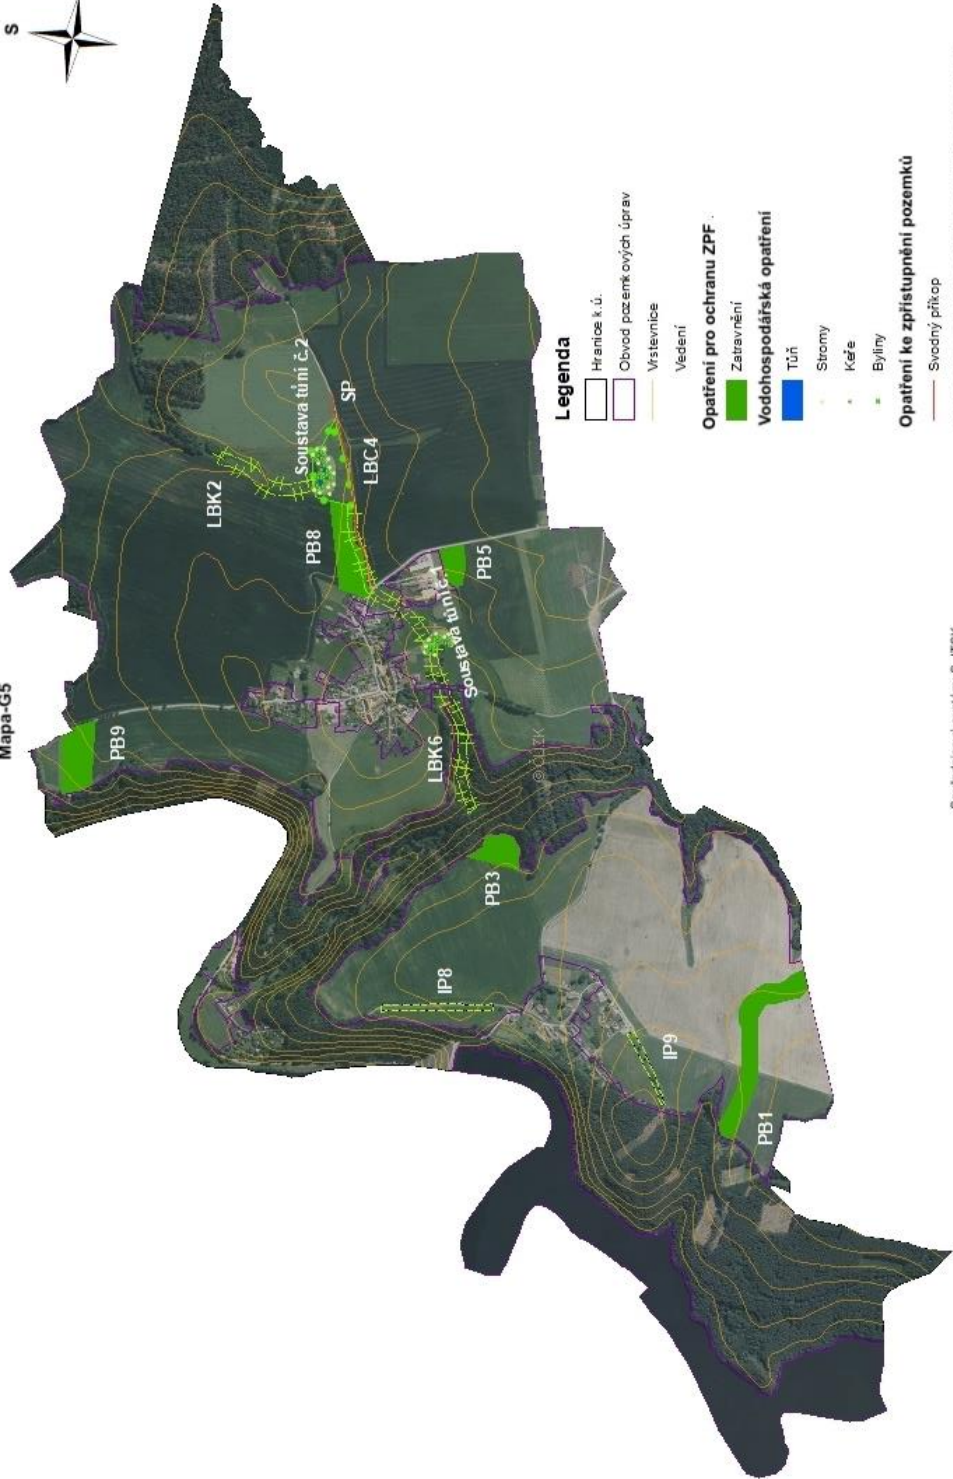 Mapa-G5
S
LBK2
Soustava tůní č.2
SP
LBC4
PB8
PB5
Soustava tůní č.1
PB9
LBK6
©ČÚZK
PB3
IP8
IP9
PB1
Legenda
Hranice k.ú.
Obvod pozemkových úprav
Vrstevnice
Vedení
Opatření pro ochranu ZPF .
Zatravnění
Vodohospodářská opatření
Tůň
Stromy
Keře
Byliny
Opatření ke zpřístupnění pozemků
Svodný příkop